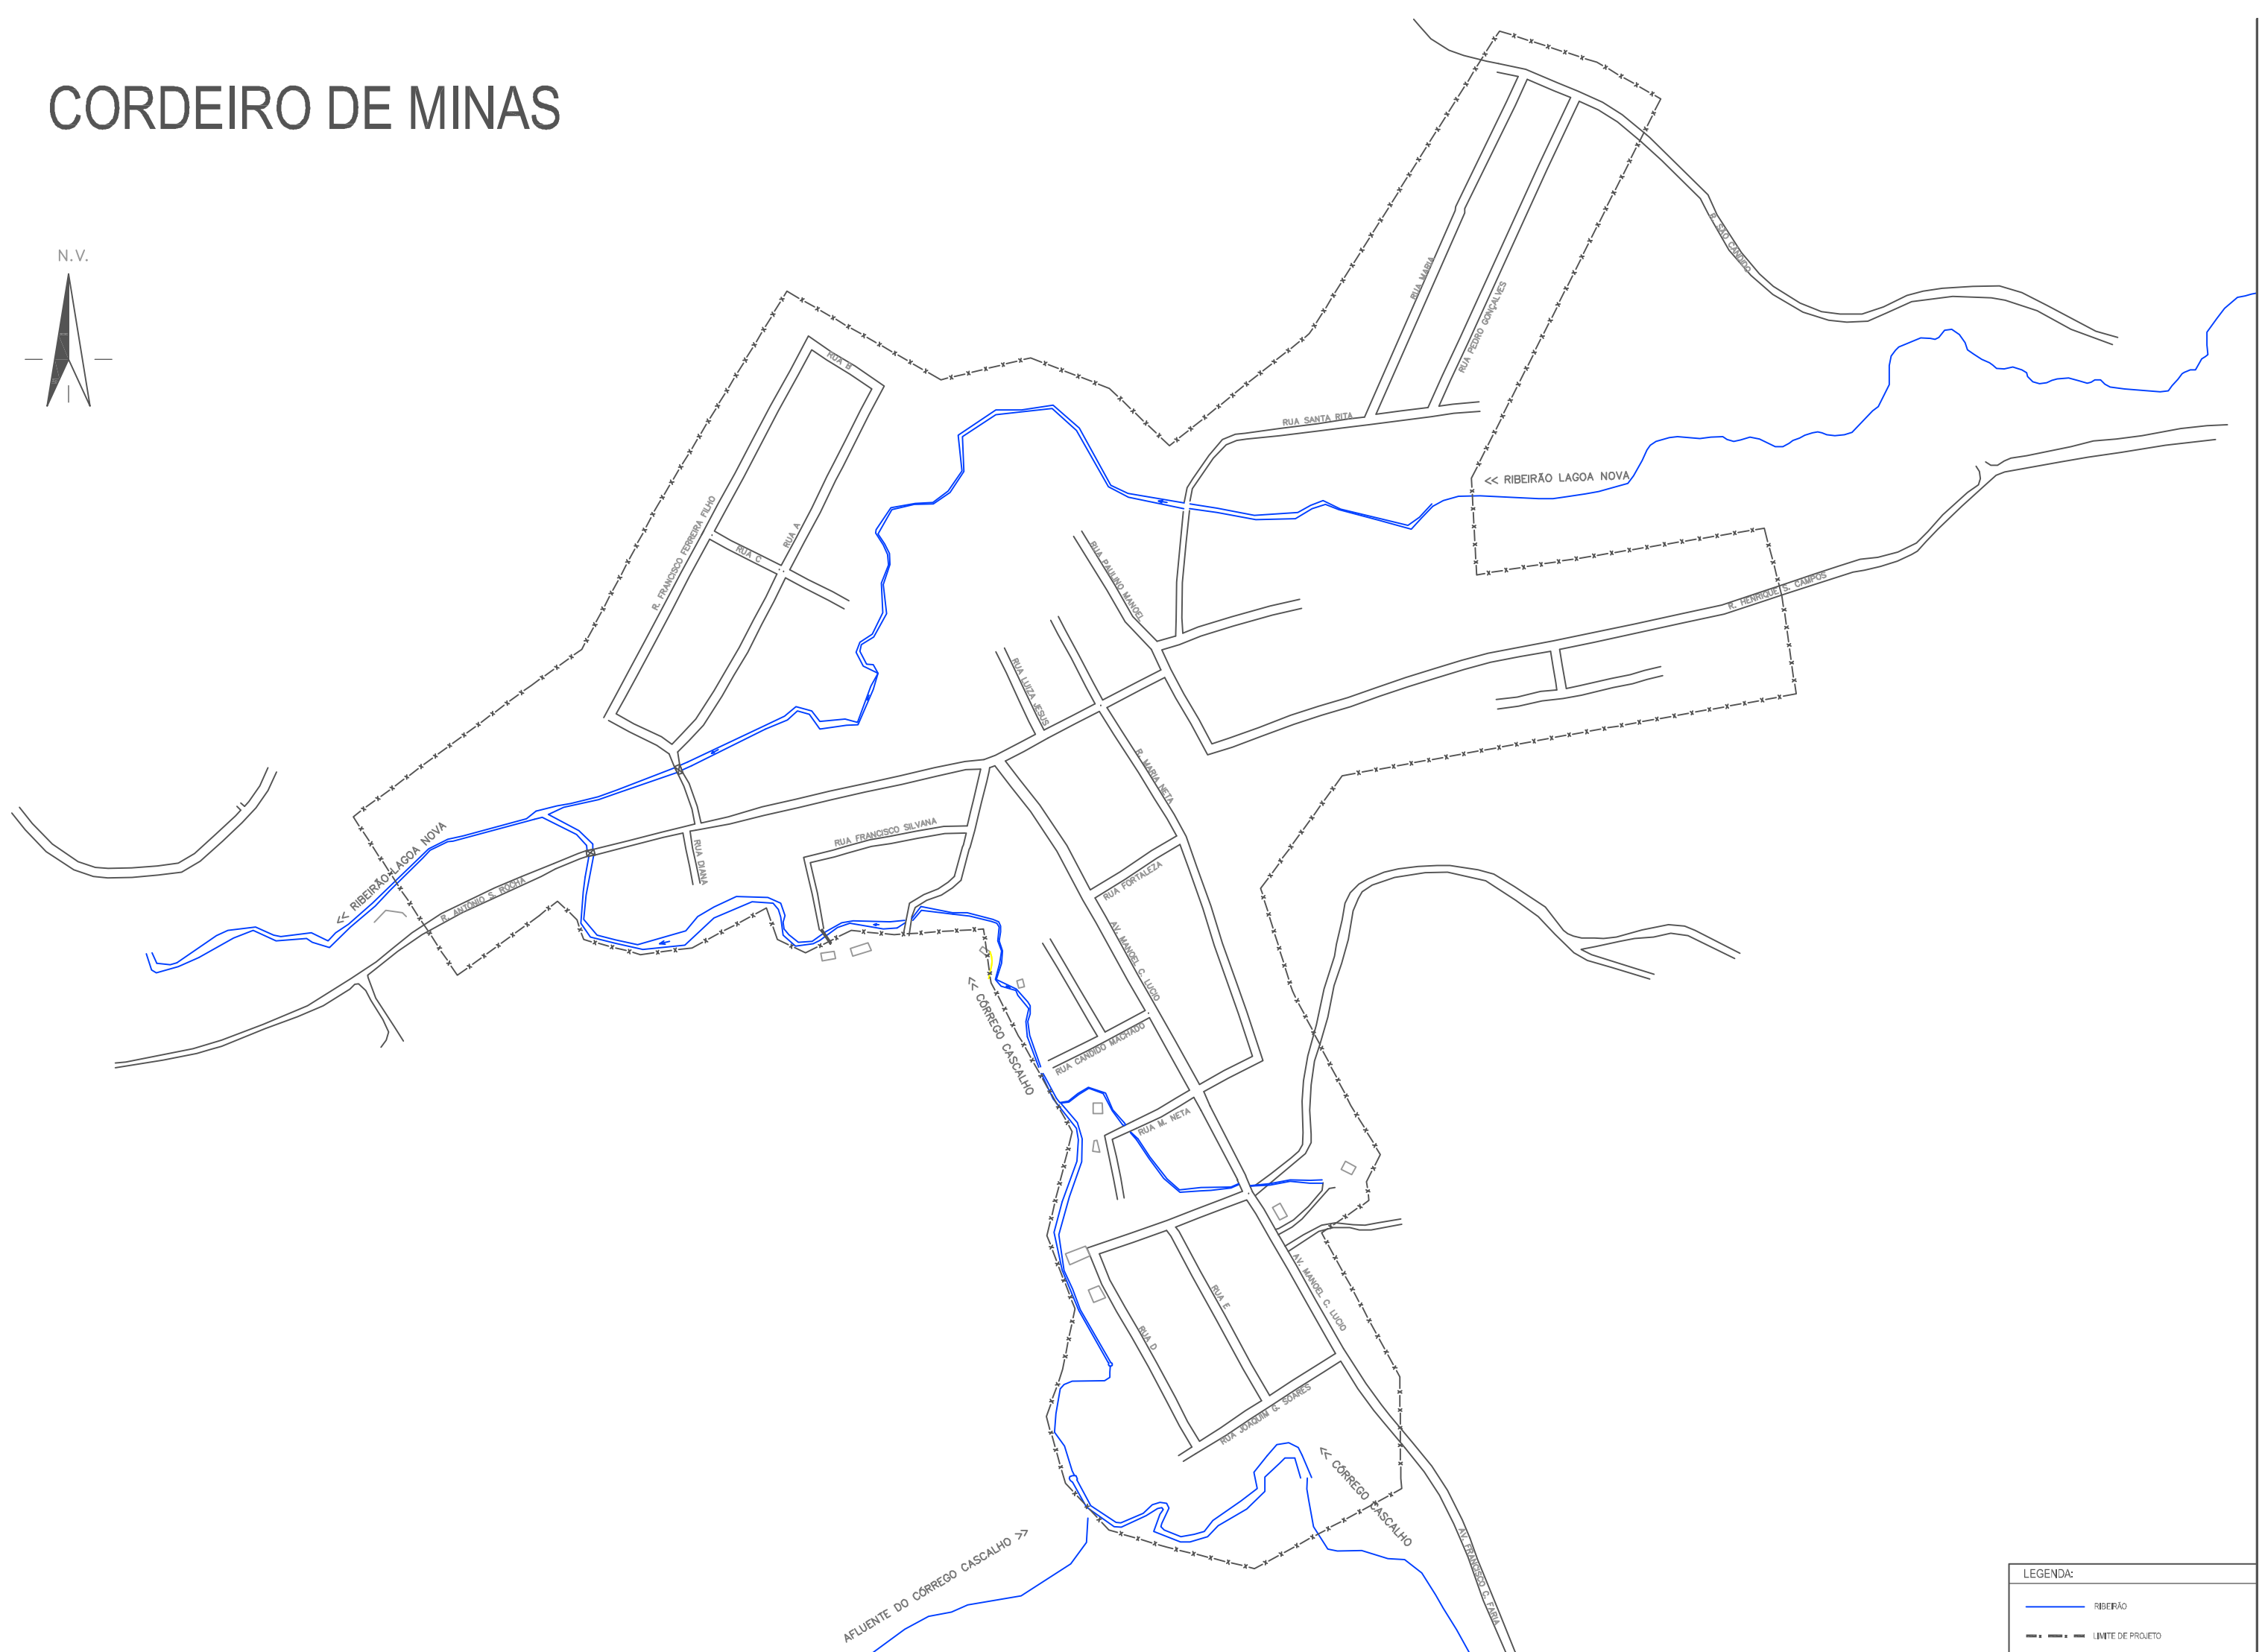 CORDEIRO DE MINAS
N.V.
R. SÃO CANDIDO
RUA MARIA
RUA PEDRO GONÇALVES
RUA B
RUA SANTA RITA
<< RIBEIRÃO LAGOA NOVA
R. FRANCISCO FERREIRA FILHO
RUA A
RUA C
RUA PAULINO MANOEL
R. HENRIQUE S. CAMPOS
RUA LUIZA JESUS
R. MARIA NETA
<< RIBEIRÃO LAGOA NOVA
RUA FRANCISCO SILVANA
RUA DIANA
RUA FORTALEZA
R. ANTONIO S. ROCHA
AV. MANOEL C. LUCIO
<< CÓRREGO CASCALHO
RUA CANDIDO MACHADO
RUA M. NETA
AV. MANOEL C. LUCIO
RUA E
RUA D
RUA JOAQUIM G. SOARES
<< CÓRREGO CASCALHO
AFLUENTE DO CÓRREGO CASCALHO >>
AV. FRANCISCO C. FARIA
LEGENDA:
RIBEIRÃO
LIMITE DE PROJETO